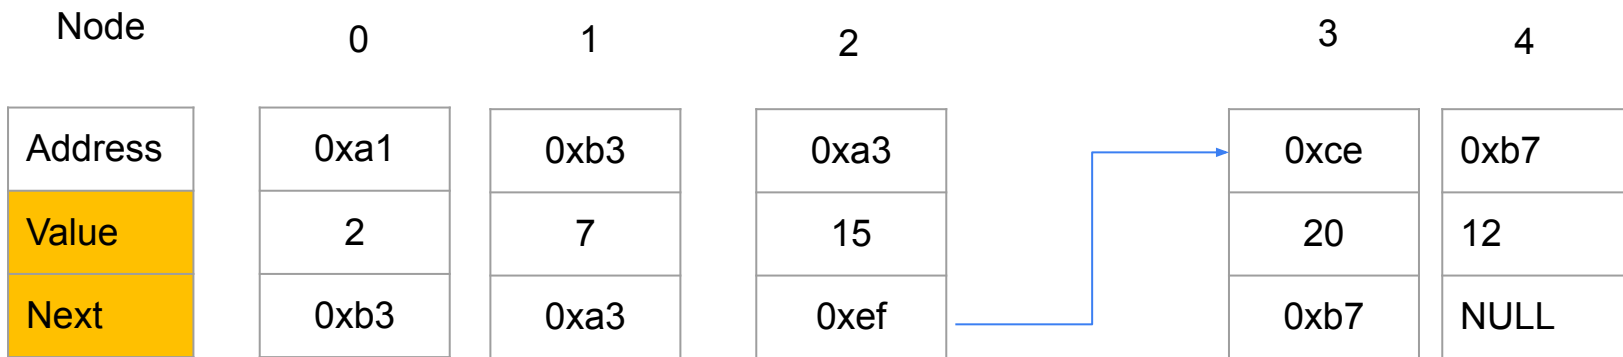 Node 0 1 2 3 4
Address 0xa1 0xb3 0xa3 0xce 0xb7
Value 2 7 15 20 12
Next 0xb3 0xa3 0xef 0xb7 NULL